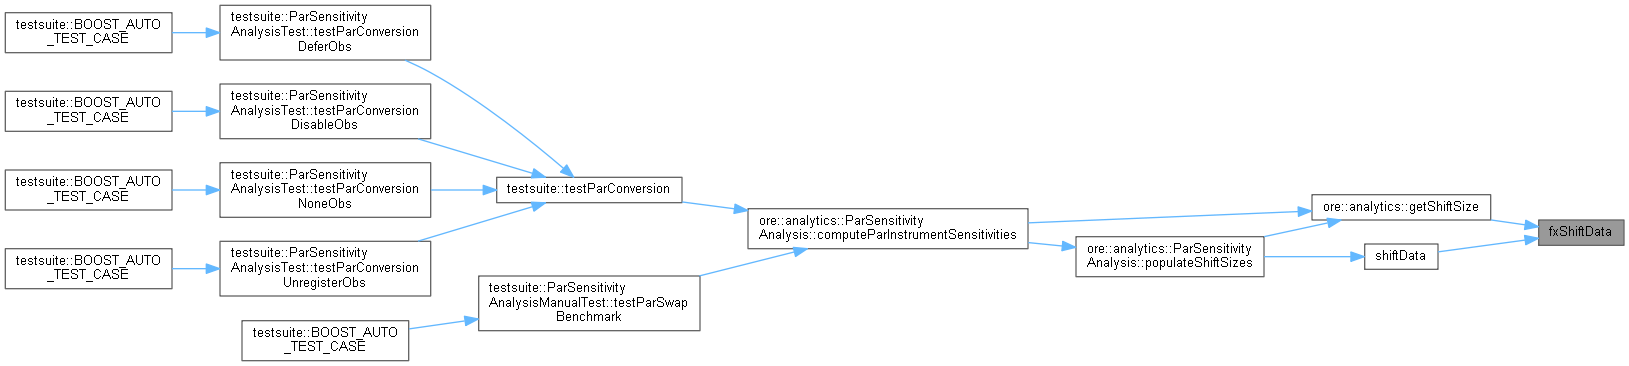 testsuite::BOOST_AUTO
_TEST_CASE
testsuite::ParSensitivity
AnalysisTest::testParConversion
DeferObs
testsuite::BOOST_AUTO
_TEST_CASE
testsuite::ParSensitivity
AnalysisTest::testParConversion
DisableObs
testsuite::BOOST_AUTO
_TEST_CASE
testsuite::ParSensitivity
AnalysisTest::testParConversion
NoneObs
testsuite::BOOST_AUTO
_TEST_CASE
testsuite::ParSensitivity
AnalysisTest::testParConversion
UnregisterObs
testsuite::BOOST_AUTO
_TEST_CASE
testsuite::testParConversion
testsuite::ParSensitivity
AnalysisManualTest::testParSwap
Benchmark
ore::analytics::ParSensitivity
Analysis::computeParInstrumentSensitivities
ore::analytics::getShiftSize
ore::analytics::ParSensitivity
Analysis::populateShiftSizes
shiftData
fxShiftData